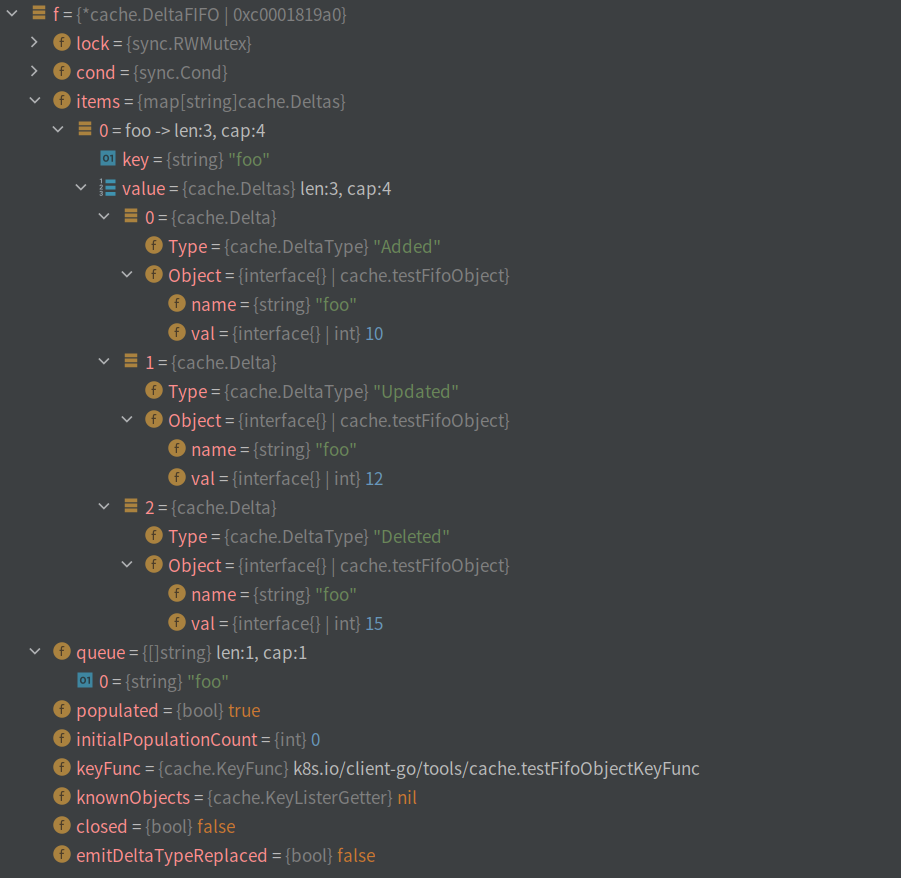 f = {*cache.DeltaFIFO | 0xc0001819a0}
f lock = {sync.RWMutex}
f cond = {sync.Cond}
f items = {map[string]cache.Deltas}
0 = foo -> len:3, cap:4
01 key = {string} "foo"
123 value = {cache.Deltas} len:3, cap:4
0 = {cache.Delta}
f Type = {cache.DeltaType} "Added"
f Object = {interface{} | cache.testFifoObject}
f name = {string} "foo"
f val = {interface{} | int} 10
1 = {cache.Delta}
f Type = {cache.DeltaType} "Updated"
f Object = {interface{} | cache.testFifoObject}
f name = {string} "foo"
f val = {interface{} | int} 12
2 = {cache.Delta}
f Type = {cache.DeltaType} "Deleted"
f Object = {interface{} | cache.testFifoObject}
f name = {string} "foo"
f val = {interface{} | int} 15
f queue = {[]string} len:1, cap:1
01 0 = {string} "foo"
f populated = {bool} true
f initialPopulationCount = {int} 0
f keyFunc = {cache.KeyFunc} k8s.io/client-go/tools/cache.testFifoObjectKeyFunc
f knownObjects = {cache.KeyListerGetter} nil
f closed = {bool} false
f emitDeltaTypeReplaced = {bool} false